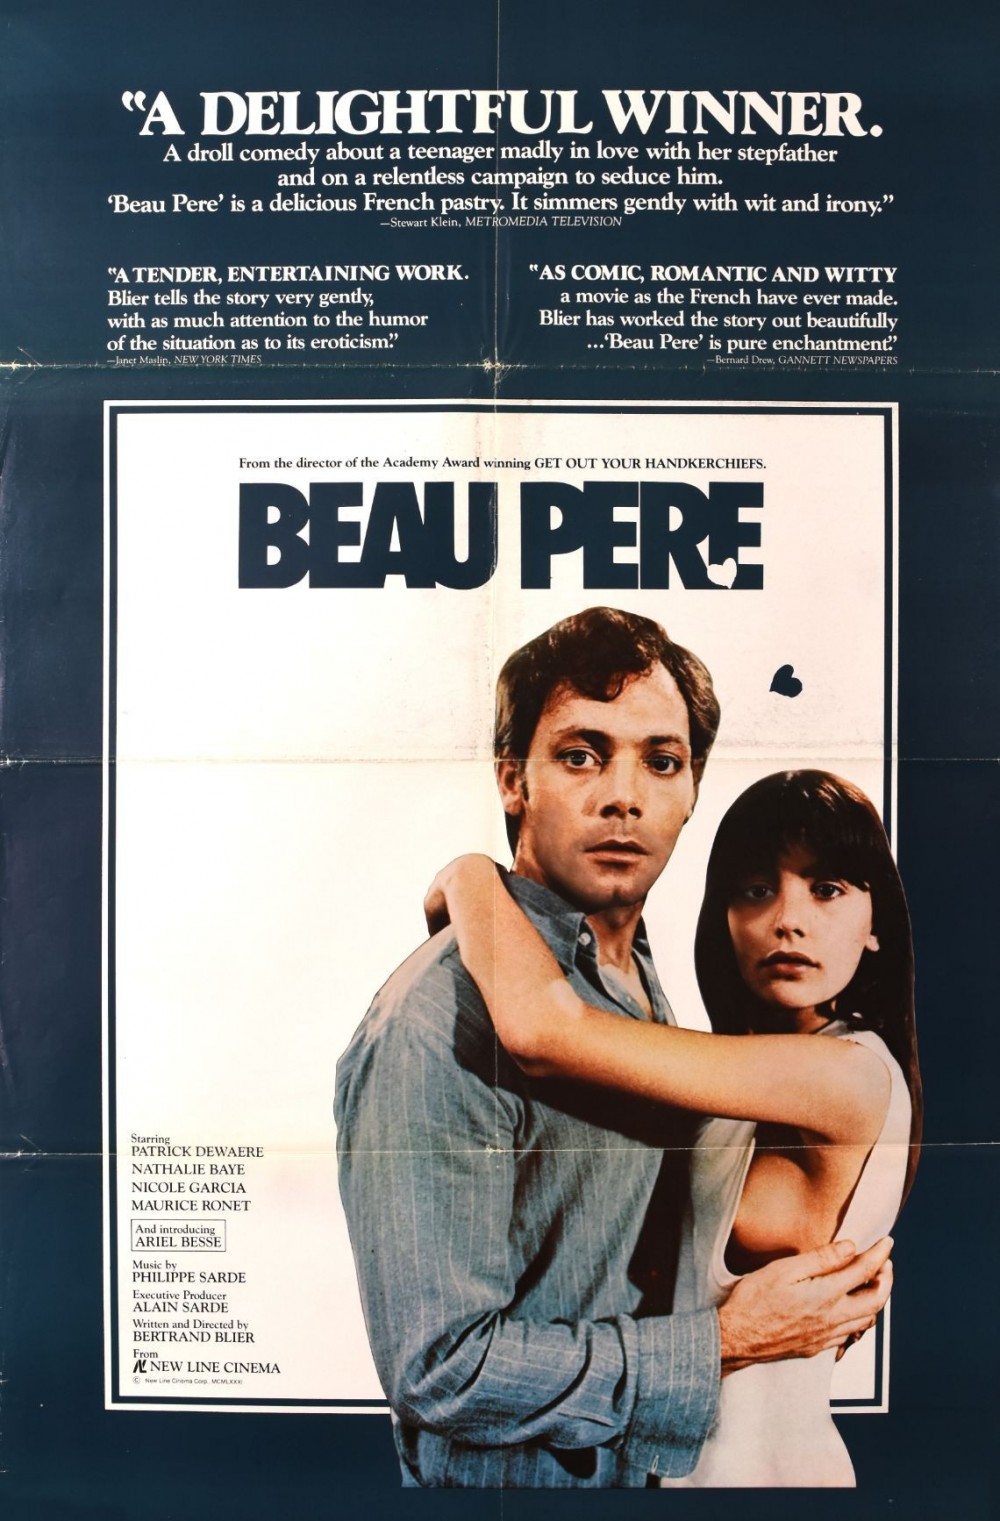 “A DELIGHTFUL WINNER.
A droll comedy about a teenager madly in love with her stepfather
and on a relentless campaign to seduce him.
‘Beau Pere’ is a delicious French pastry. It simmers gently with wit and irony.”
—Stewart Klein, METROMEDIA TELEVISION
“A TENDER, ENTERTAINING WORK.
Blier tells the story very gently,
with as much attention to the humor
of the situation as to its eroticism.”
—Janet Maslin, NEW YORK TIMES
“AS COMIC, ROMANTIC AND WITTY
a movie as the French have ever made.
Blier has worked the story out beautifully
...‘Beau Pere’ is pure enchantment.”
—Bernard Drew, GANNETT NEWSPAPERS
From the director of the Academy Award winning GET OUT YOUR HANDKERCHIEFS.
BEAU PERE
Starring
PATRICK DEWAERE
NATHALIE BAYE
NICOLE GARCIA
MAURICE RONET
And introducing
ARIEL BESSE
Music by
PHILIPPE SARDE
Executive Producer
ALAIN SARDE
Written and Directed by
BERTRAND BLIER
From
NEW LINE CINEMA
© New Line Cinema Corp. MCMLXXXI